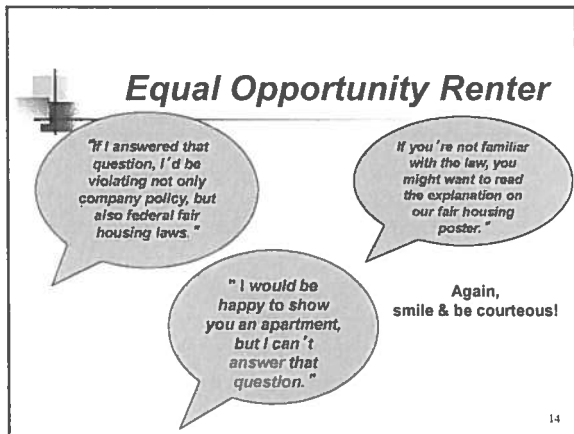 Equal Opportunity Renter
"If I answered that
question, I'd be
violating not only
company policy, but
also federal fair
housing laws."
If you're not familiar
with the law, you
might want to read
the explanation on
our fair housing
poster."
" I would be
happy to show
you an apartment,
but I can't
answer that
question."
Again,
smile & be courteous!
14